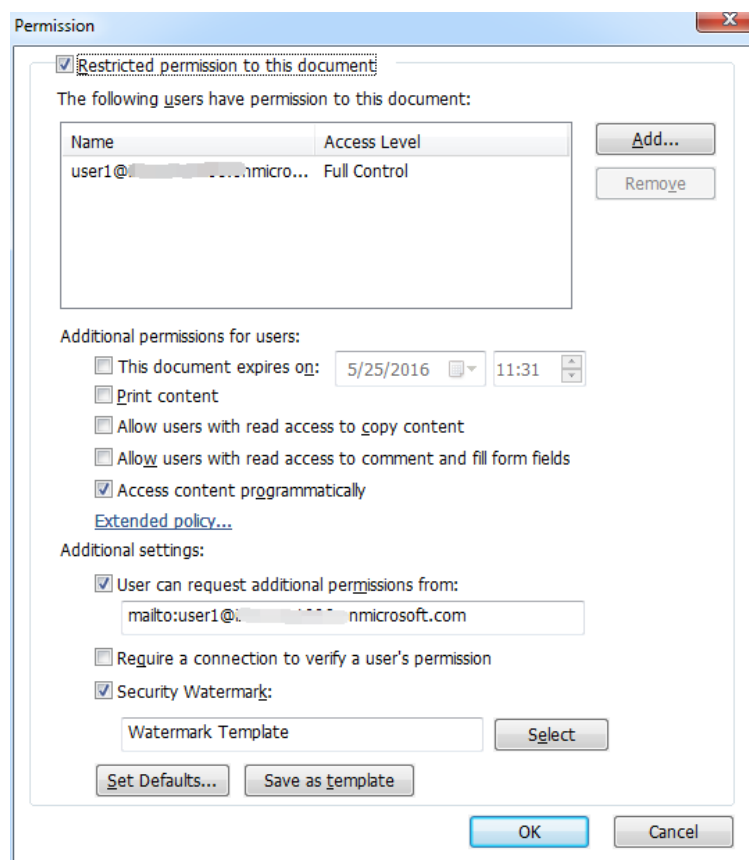 Permission
Restricted permission to this document
The following users have permission to this document:
Name Access Level
Add...
user1@ nmicro... Full Control
Remove
Additional permissions for users:
This document expires on: 5/25/2016 11:31
Print content
Allow users with read access to copy content
Allow users with read access to comment and fill form fields
Access content programmatically
Extended policy...
Additional settings:
User can request additional permissions from:
mailto:user1@ nmicrosoft.com
Require a connection to verify a user's permission
Security Watermark:
Watermark Template Select
Set Defaults... Save as template
OK Cancel